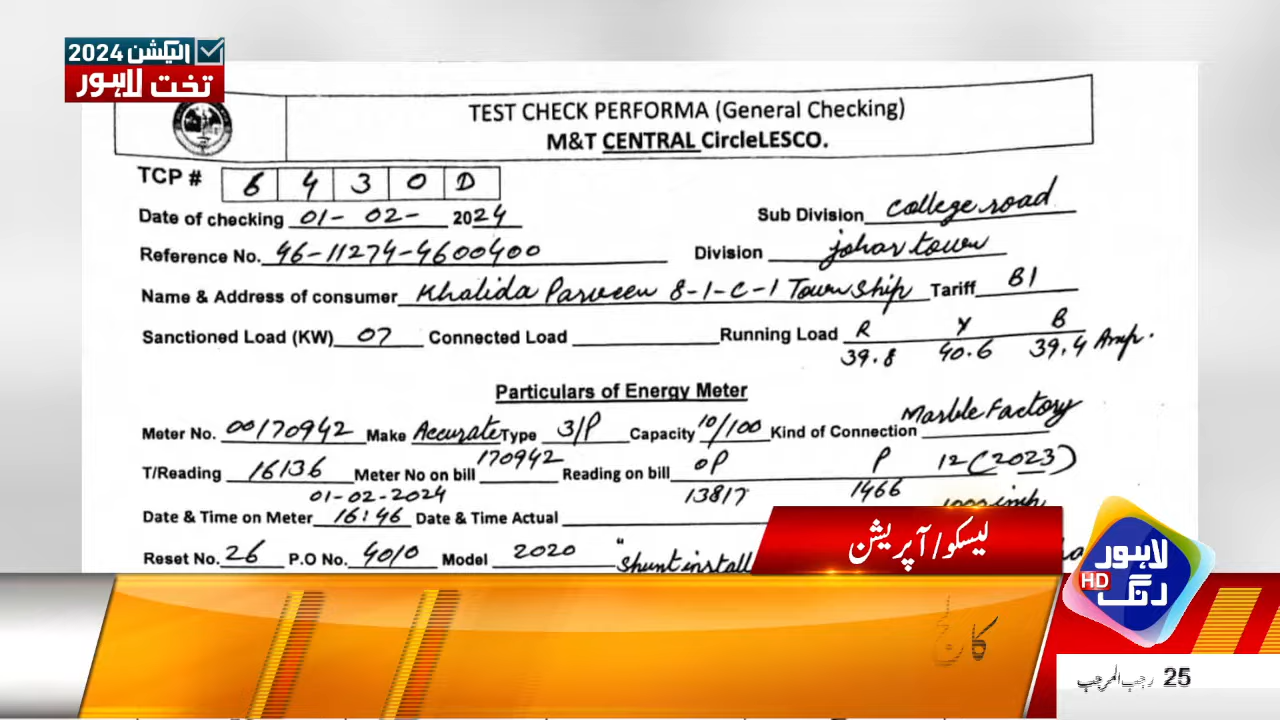 الیکشن 2024
تخت لاہور
TEST CHECK PERFORMA (General Checking)
M&T CENTRAL CircleLESCO.
TCP # 6 4 3 0 D
Date of checking 01-02-2024 Sub Division College road
Reference No. 46-11274-4600400 Division johar town
Name & Address of consumer Khalida Parveen 8-1-C-1 Township Tariff B1
Sanctioned Load (KW) 07 Connected Load Running Load R Y B
39.8 40.6 39.4 Amp.
Particulars of Energy Meter
Meter No. 00170942 Make Accurate Type 3/P Capacity 10/100 Kind of Connection Marble Factory
T/Reading 16136 Meter No on bill 170942 Reading on bill OP P 12(2023)
01-02-2024 13817 1466
Date & Time on Meter 16:46 Date & Time Actual
Reset No. 26 P.O No. 4010 Model 2020 "Shunt install
لیسکو/آپریشن
لاہور
HD رنگ
کالج
25 رجب المرجب